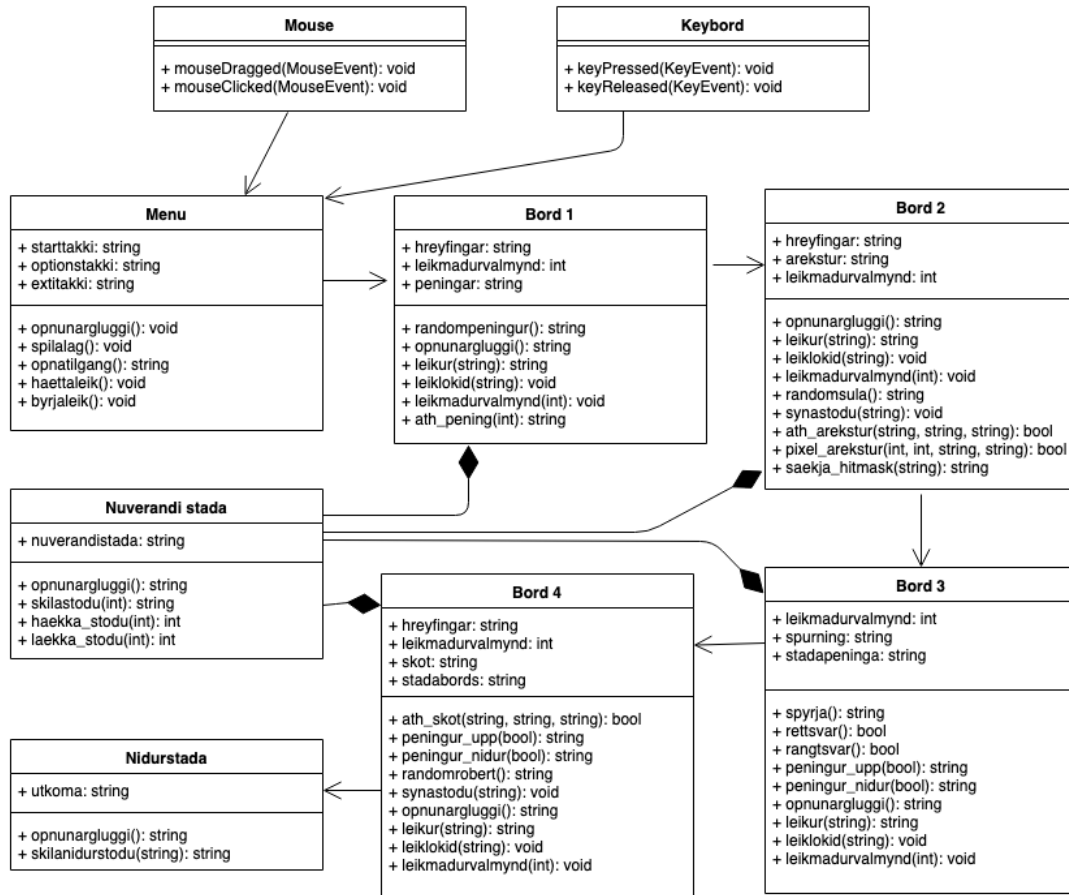 Mouse
+ mouseDragged(MouseEvent): void
+ mouseClicked(MouseEvent): void
Keybord
+ keyPressed(KeyEvent): void
+ keyReleased(KeyEvent): void
Menu
+ starttakki: string
+ optionstakki: string
+ extitakki: string
+ opnunargluggi(): void
+ spilalag(): void
+ opnatilgang(): string
+ haettaleik(): void
+ byrjaleik(): void
Bord 1
+ hreyfingar: string
+ leikmadurvalmynd: int
+ peningar: string
+ randompeningur(): string
+ opnunargluggi(): string
+ leikur(string): string
+ leiklokid(string): void
+ leikmadurvalmynd(int): void
+ ath_pening(int): string
Bord 2
+ hreyfingar: string
+ arekstur: string
+ leikmadurvalmynd: int
+ opnunargluggi(): string
+ leikur(string): string
+ leiklokid(string): void
+ leikmadurvalmynd(int): void
+ randomsula(): string
+ synastodu(string): void
+ ath_arekstur(string, string, string): bool
+ pixel_arekstur(int, int, string, string): bool
+ saekja_hitmask(string): string
Nuverandi stada
+ nuverandistada: string
+ opnunargluggi(): string
+ skilastodu(int): string
+ haekka_stodu(int): int
+ laekka_stodu(int): int
Bord 4
+ hreyfingar: string
+ leikmadurvalmynd: int
+ skot: string
+ stadabords: string
+ ath_skot(string, string, string): bool
+ peningur_upp(bool): string
+ peningur_nidur(bool): string
+ randomrobert(): string
+ synastodu(string): void
+ opnunargluggi(): string
+ leikur(string): string
+ leiklokid(string): void
+ leikmadurvalmynd(int): void
Bord 3
+ leikmadurvalmynd: int
+ spurning: string
+ stadapeninga: string
+ spyrja(): string
+ rettsvar(): bool
+ rangtsvar(): bool
+ peningur_upp(bool): string
+ peningur_nidur(bool): string
+ opnunargluggi(): string
+ leikur(string): string
+ leiklokid(string): void
+ leikmadurvalmynd(int): void
Nidurstada
+ utkoma: string
+ opnunargluggi(): string
+ skilanidurstodu(string): string